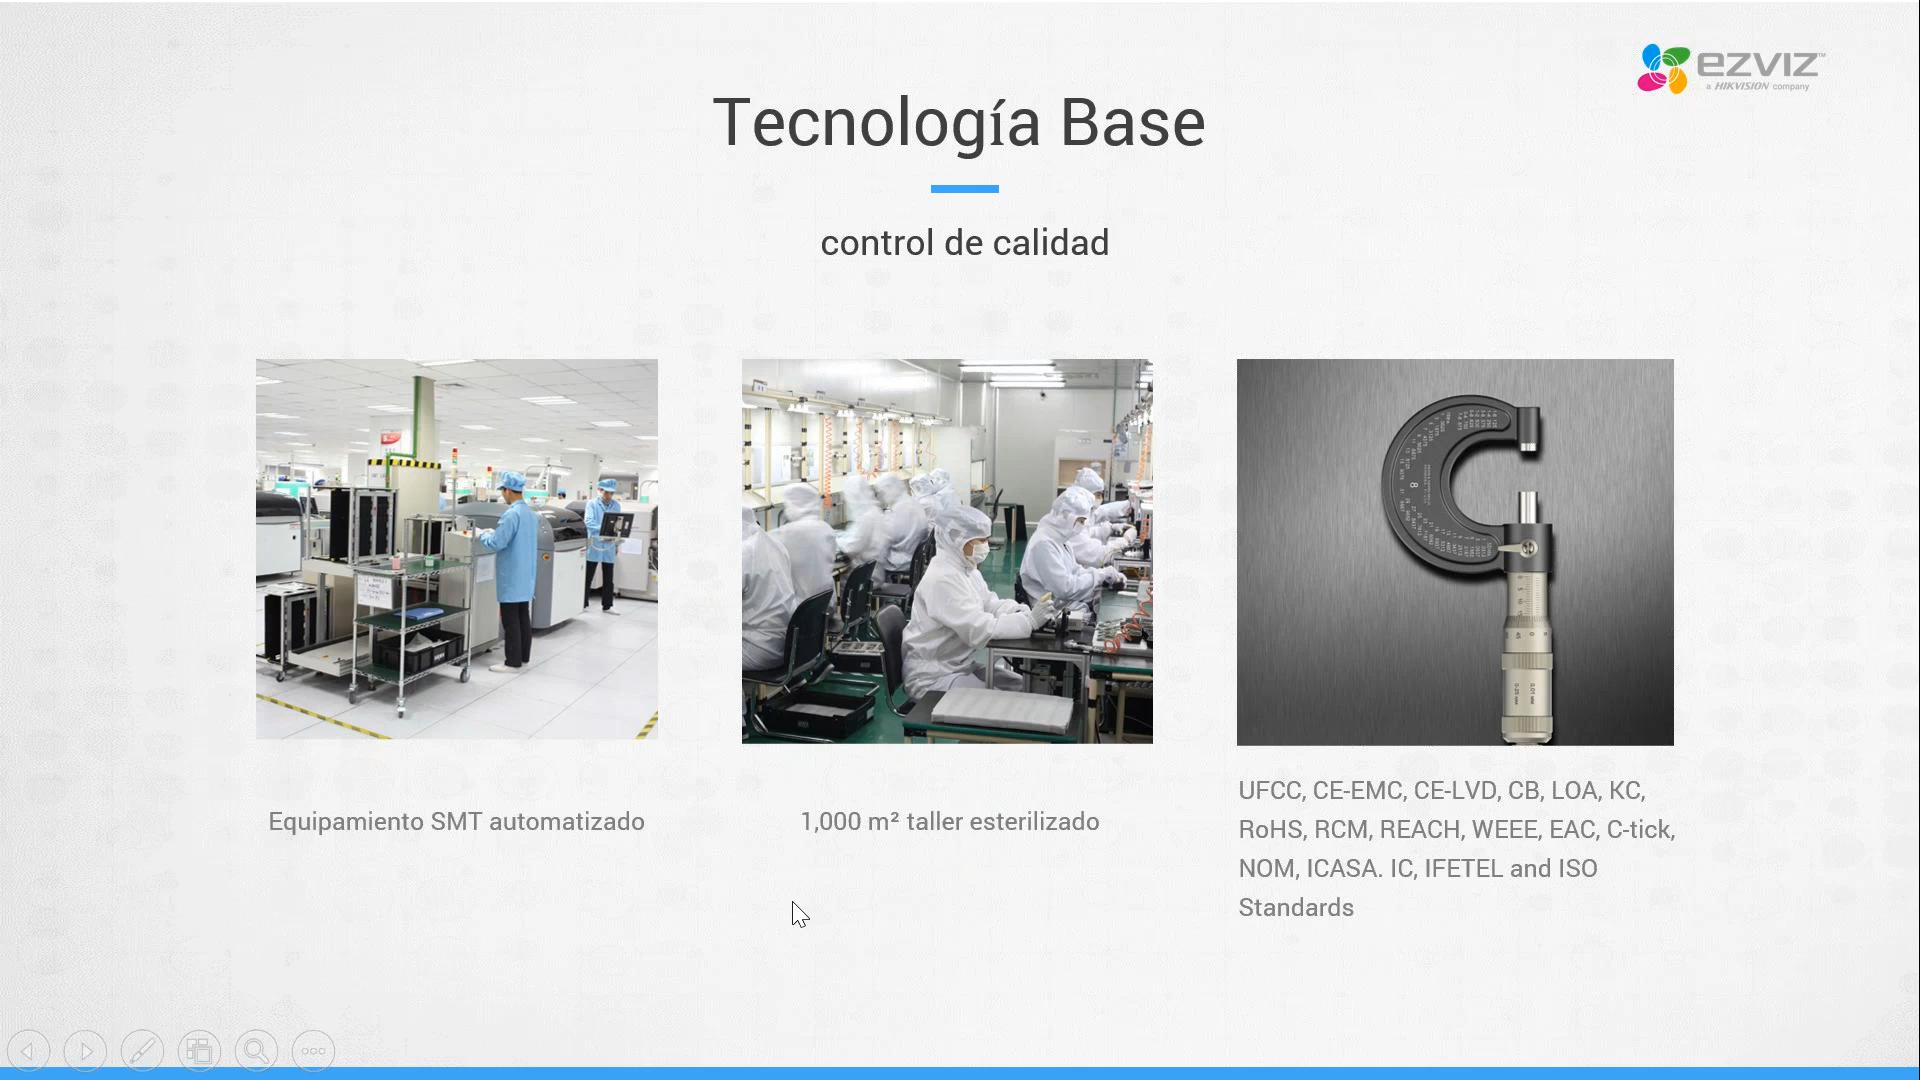 ezviz™
a HIKVISION company
Tecnología Base
control de calidad
Equipamiento SMT automatizado
1,000 m² taller esterilizado
UFCC, CE-EMC, CE-LVD, CB, LOA, KC,
RoHS, RCM, REACH, WEEE, EAC, C-tick,
NOM, ICASA. IC, IFETEL and ISO
Standards